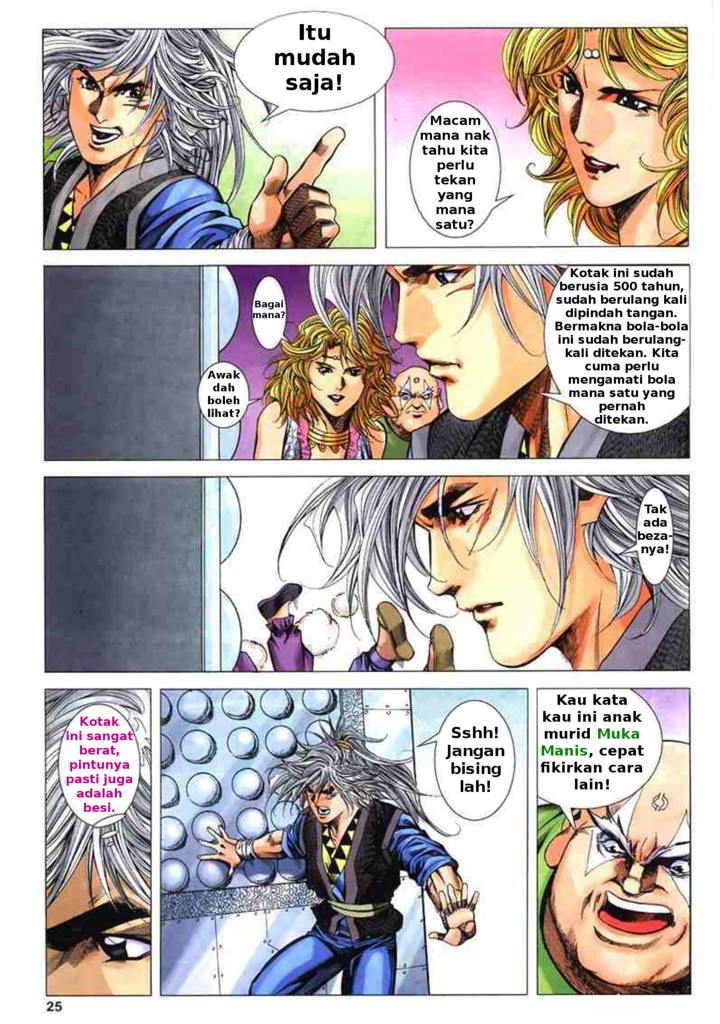 Itu
mudah
saja!
Macam
mana nak
tahu kita
perlu
tekan
yang
mana
satu?
Bagai
mana?
Awak
dah
boleh
lihat?
Kotak ini sudah
berusia 500 tahun,
sudah berulang kali
dipindah tangan.
Bermakna bola-bola
ini sudah berulang-
kali ditekan. Kita
cuma perlu
mengamati bola
mana satu yang
pernah
ditekan.
Tak
ada
beza-
nya!
Kotak
ini sangat
berat,
pintunya
pasti juga
adalah
besi.
Sshh!
Jangan
bising
lah!
Kau kata
kau ini anak
murid Muka
Manis, cepat
fikirkan cara
lain!
25